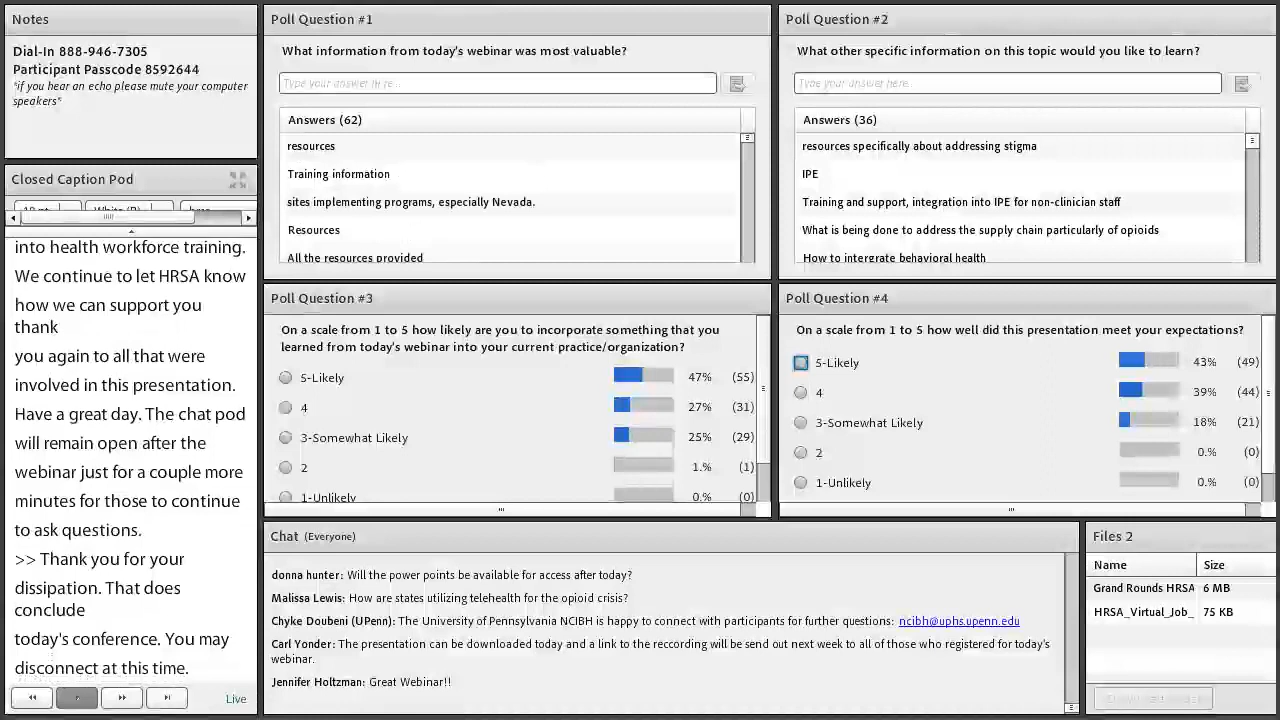 Notes
Dial-In 888-946-7305
Participant Passcode 8592644
*if you hear an echo please mute your computer
speakers*
Closed Caption Pod
into health workforce training.
We continue to let HRSA know
how we can support you
thank
you again to all that were
involved in this presentation.
Have a great day. The chat pod
will remain open after the
webinar just for a couple more
minutes for those to continue
to ask questions.
>> Thank you for your
dissipation. That does
conclude
today's conference. You may
disconnect at this time.
Live
Poll Question #1
What information from today's webinar was most valuable?
Type your answer here...
Answers (62)
resources
Training information
sites implementing programs, especially Nevada.
Resources
All the resources provided
Poll Question #2
What other specific information on this topic would you like to learn?
Type your answer here...
Answers (36)
resources specifically about addressing stigma
IPE
Training and support, integration into IPE for non-clinician staff
What is being done to address the supply chain particularly of opioids
How to intergrate behavioral health
Poll Question #3
On a scale from 1 to 5 how likely are you to incorporate something that you
learned from today's webinar into your current practice/organization?
5-Likely 47% (55)
4 27% (31)
3-Somewhat Likely 25% (29)
2 1.% (1)
1-Unlikely 0.% (0)
Poll Question #4
On a scale from 1 to 5 how well did this presentation meet your expectations?
5-Likely 43% (49)
4 39% (44)
3-Somewhat Likely 18% (21)
2 0.% (0)
1-Unlikely 0.% (0)
Chat (Everyone)
donna hunter: Will the power points be available for access after today?
Malissa Lewis: How are states utilizing telehealth for the opioid crisis?
Chyke Doubeni (UPenn): The University of Pennsylvania NCIBH is happy to connect with participants for further questions: ncibh@uphs.upenn.edu
Carl Yonder: The presentation can be downloaded today and a link to the reccording will be send out next week to all of those who registered for today's
webinar.
Jennifer Holtzman: Great Webinar!!
Files 2
Name Size
Grand Rounds HRSA 6 MB
HRSA_Virtual_Job_ 75 KB